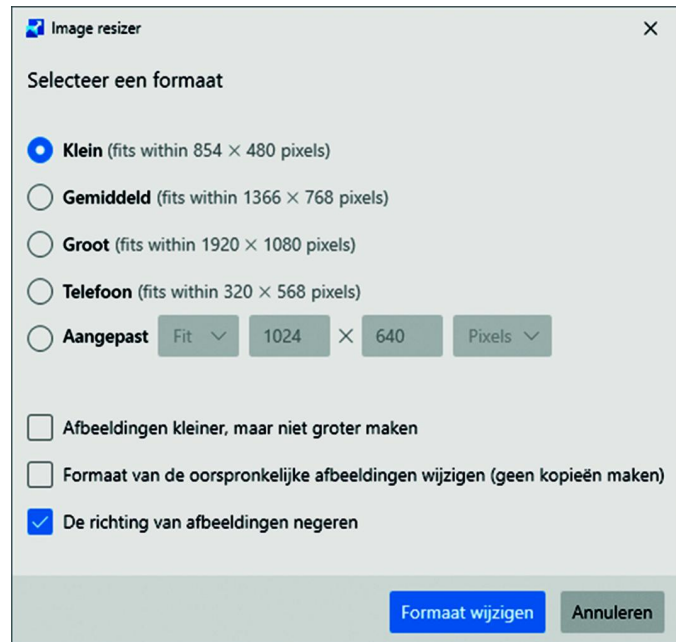 Image resizer
Selecteer een formaat
Klein (fits within 854 × 480 pixels)
Gemiddeld (fits within 1366 × 768 pixels)
Groot (fits within 1920 × 1080 pixels)
Telefoon (fits within 320 × 568 pixels)
Aangepast Fit 1024 × 640 Pixels
Afbeeldingen kleiner, maar niet groter maken
Formaat van de oorspronkelijke afbeeldingen wijzigen (geen kopieën maken)
De richting van afbeeldingen negeren
Formaat wijzigen Annuleren